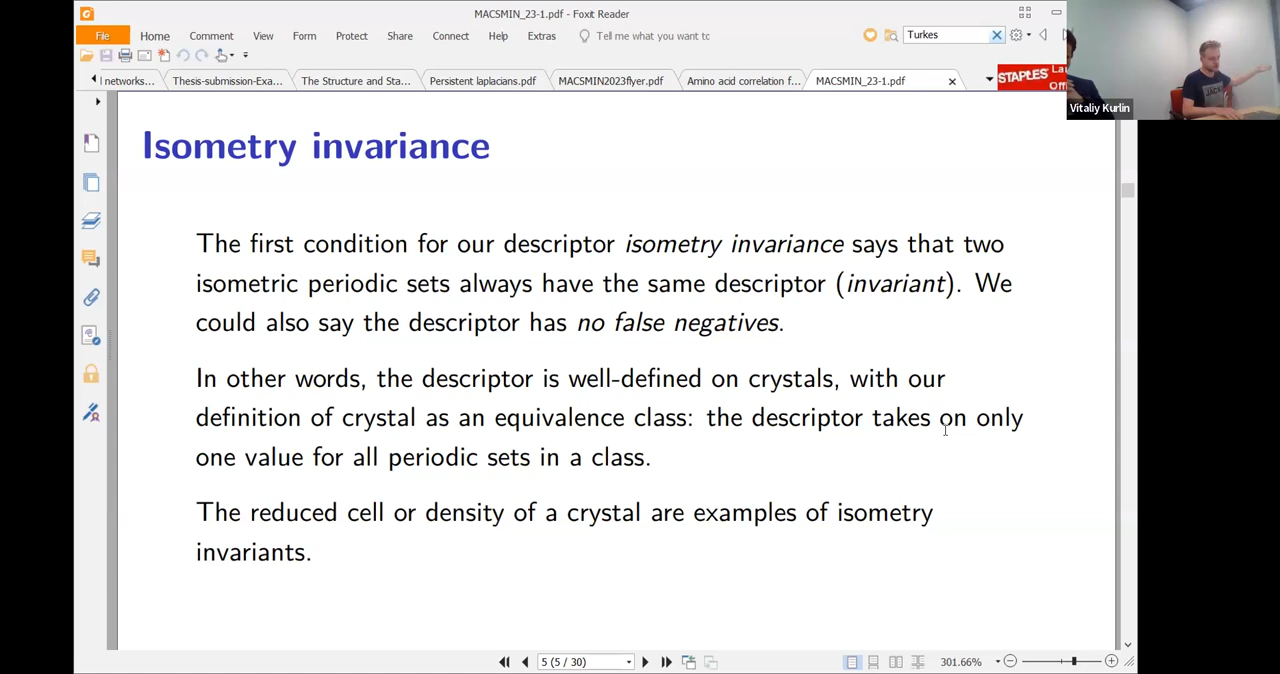 MACSMIN_23-1.pdf - Foxit Reader
File Home Comment View Form Protect Share Connect Help Extras Tell me what you want tc Turkes
l networks... Thesis-submission-Exa... The Structure and Sta... Persistent laplacians.pdf MACSMIN2023flyer.pdf Amino acid correlation f... MACSMIN_23-1.pdf
STAPLES La
Off
JACK
Vitaliy Kurlin
Isometry invariance
The first condition for our descriptor isometry invariance says that two
isometric periodic sets always have the same descriptor (invariant). We
could also say the descriptor has no false negatives.
In other words, the descriptor is well-defined on crystals, with our
definition of crystal as an equivalence class: the descriptor takes on only
one value for all periodic sets in a class.
The reduced cell or density of a crystal are examples of isometry
invariants.
5 (5 / 30) 301.66%